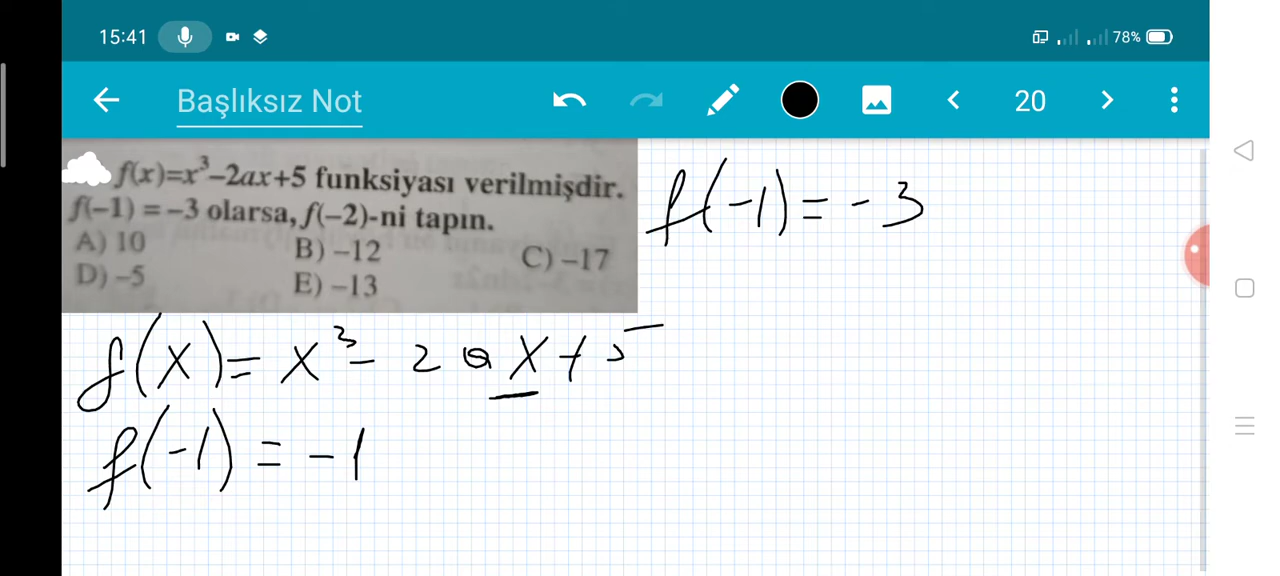 15:41 78%
Başlıksız Not 20
f(x)=x³−2ax+5 funksiyası verilmişdir.
f(−1) = −3 olarsa, f(−2)-ni tapın.
A) 10 B) −12 C) −17
D) −5 E) −13
f(-1) = -3
f(x) = x³ - 2ax + 5
f(-1) = -1